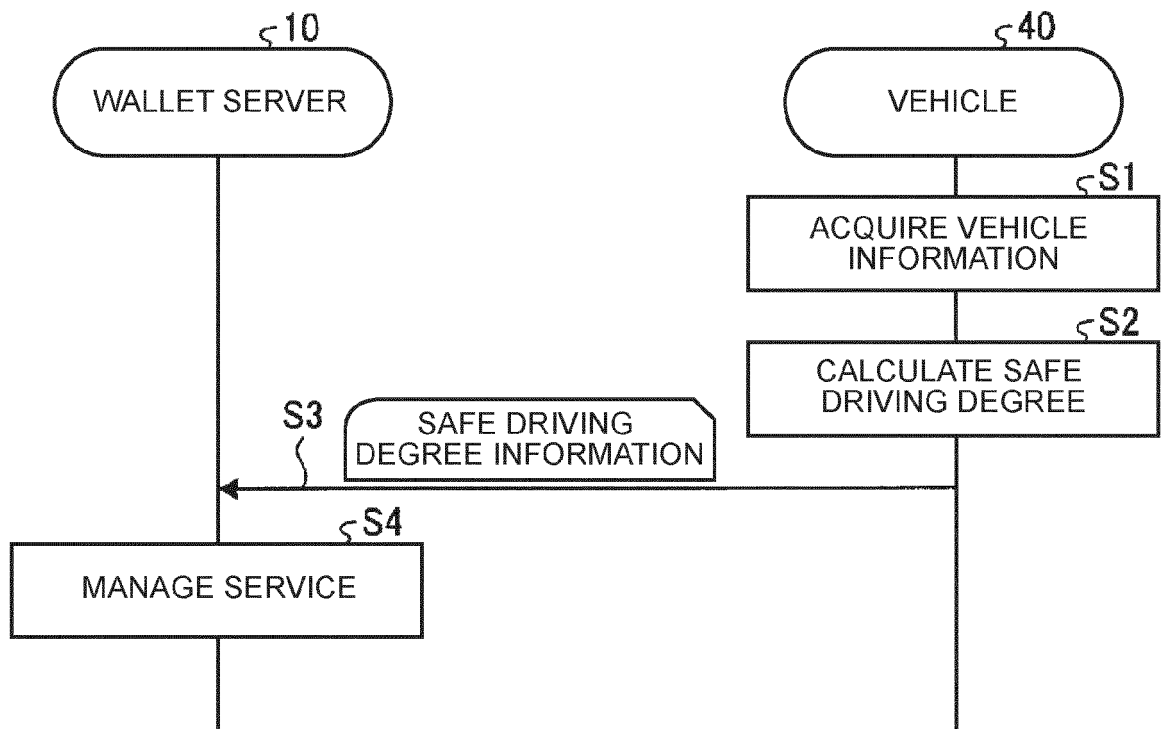 10
WALLET SERVER
40
VEHICLE
S1
ACQUIRE VEHICLE
INFORMATION
S2
CALCULATE SAFE
DRIVING DEGREE
S3
SAFE DRIVING
DEGREE INFORMATION
S4
MANAGE SERVICE